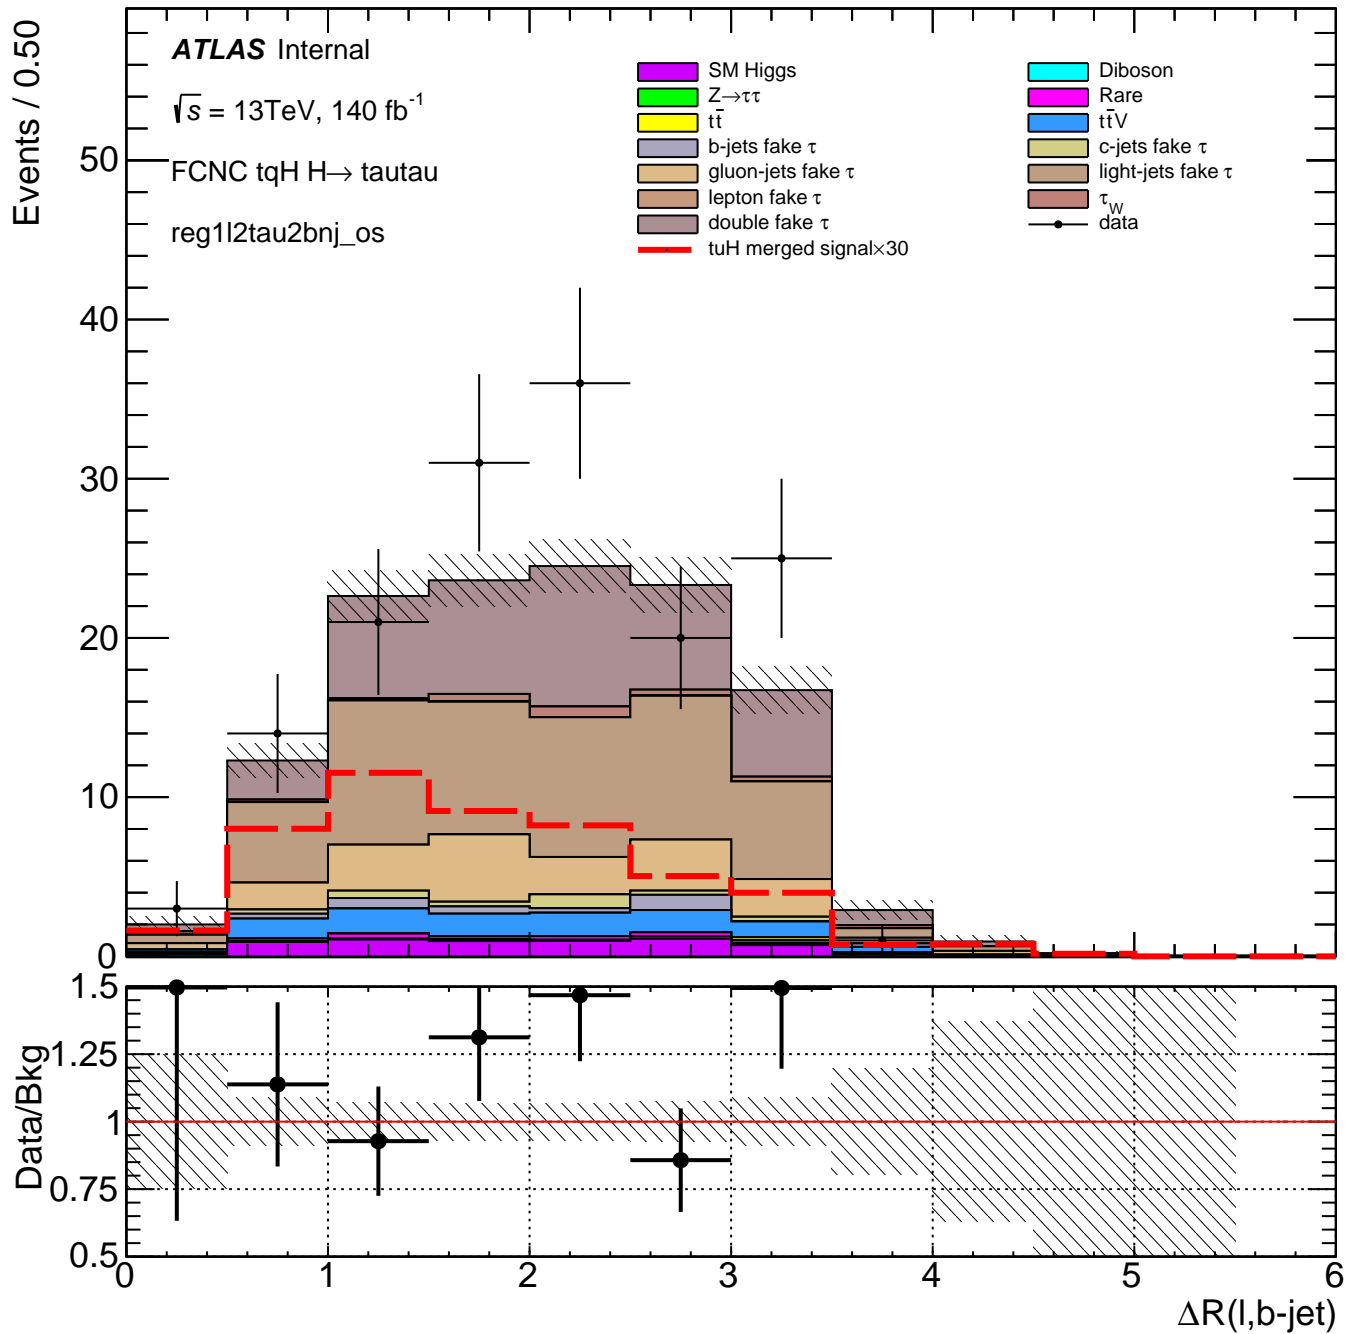 Events / 0.50
ATLAS Internal
√s = 13TeV, 140 fb⁻¹
FCNC tqH H→ tautau
reg1l2tau2bnj_os
SM Higgs
Z→ττ
tt̄
b-jets fake τ
gluon-jets fake τ
lepton fake τ
double fake τ
tuH merged signal×30
Diboson
Rare
tt̄V
c-jets fake τ
light-jets fake τ
τ_W
data
50
40
30
20
10
0
Data/Bkg
1.5
1.25
1
0.75
0.5
0 1 2 3 4 5 6
ΔR(l,b-jet)